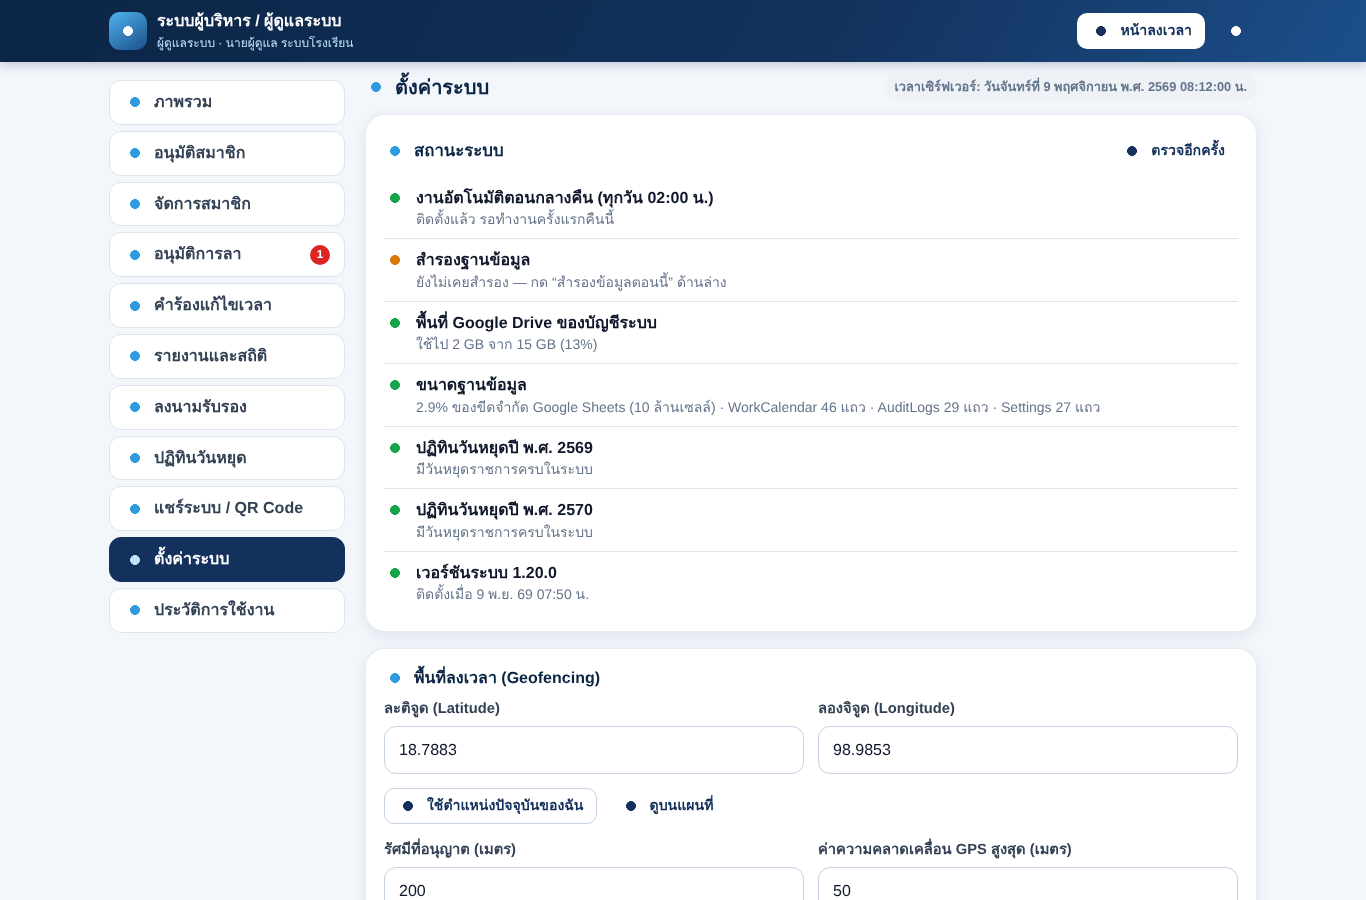 ระบบผู้บริหาร / ผู้ดูแลระบบ
ผู้ดูแลระบบ · นายผู้ดูแล ระบบโรงเรียน
หน้าลงเวลา
ภาพรวม
อนุมัติสมาชิก
จัดการสมาชิก
อนุมัติการลา
1
คำร้องแก้ไขเวลา
รายงานและสถิติ
ลงนามรับรอง
ปฏิทินวันหยุด
แชร์ระบบ / QR Code
ตั้งค่าระบบ
ประวัติการใช้งาน
ตั้งค่าระบบ
เวลาเซิร์ฟเวอร์: วันจันทร์ที่ 9 พฤศจิกายน พ.ศ. 2569 08:12:00 น.
สถานะระบบ
ตรวจอีกครั้ง
งานอัตโนมัติตอนกลางคืน (ทุกวัน 02:00 น.)
ติดตั้งแล้ว รอทำงานครั้งแรกคืนนี้
สำรองฐานข้อมูล
ยังไม่เคยสำรอง — กด “สำรองข้อมูลตอนนี้” ด้านล่าง
พื้นที่ Google Drive ของบัญชีระบบ
ใช้ไป 2 GB จาก 15 GB (13%)
ขนาดฐานข้อมูล
2.9% ของขีดจำกัด Google Sheets (10 ล้านเซลล์) · WorkCalendar 46 แถว · AuditLogs 29 แถว · Settings 27 แถว
ปฏิทินวันหยุดปี พ.ศ. 2569
มีวันหยุดราชการครบในระบบ
ปฏิทินวันหยุดปี พ.ศ. 2570
มีวันหยุดราชการครบในระบบ
เวอร์ชันระบบ 1.20.0
ติดตั้งเมื่อ 9 พ.ย. 69 07:50 น.
พื้นที่ลงเวลา (Geofencing)
ละติจูด (Latitude)
ลองจิจูด (Longitude)
18.7883
98.9853
ใช้ตำแหน่งปัจจุบันของฉัน
ดูบนแผนที่
รัศมีที่อนุญาต (เมตร)
ค่าความคลาดเคลื่อน GPS สูงสุด (เมตร)
200
50